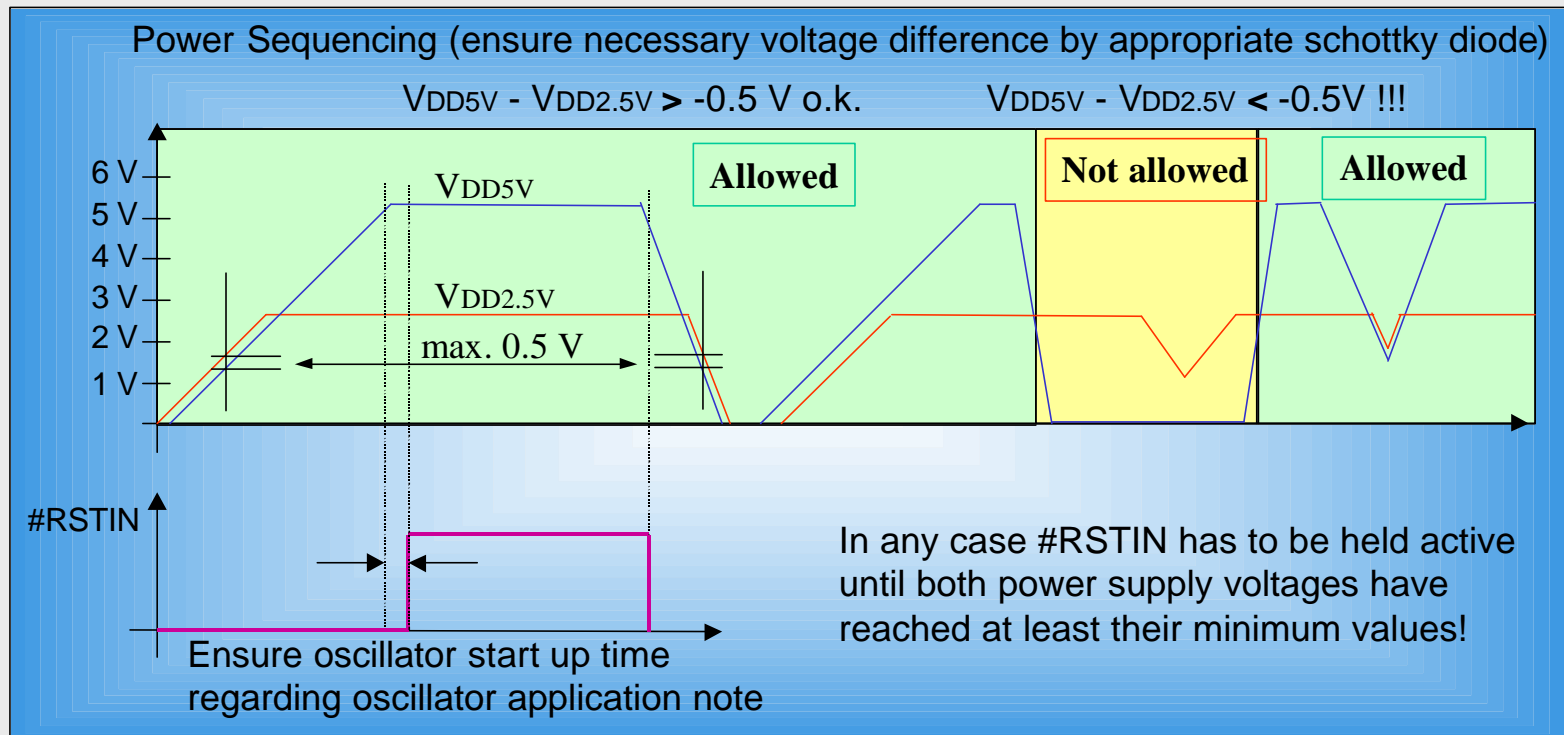 Power Sequencing (ensure necessary voltage difference by appropriate schottky diode)
VDD5V - VDD2.5V > -0.5 V o.k.
VDD5V - VDD2.5V < -0.5V !!!
6 V
5 V
4 V
3 V
2 V
1 V
VDD5V
VDD2.5V
max. 0.5 V
Allowed
Not allowed
Allowed
#RSTIN
Ensure oscillator start up time
regarding oscillator application note
In any case #RSTIN has to be held active
until both power supply voltages have
reached at least their minimum values!